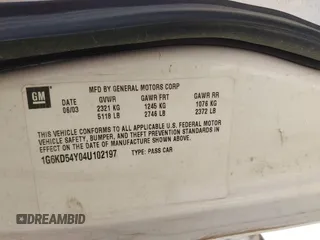 GM
MFD BY GENERAL MOTORS CORP
DATE GVWR GAWR FRT GAWR RR
06/03 2321 KG 1245 KG 1076 KG
5119 LB 2746 LB 2372 LB
THIS VEHICLE CONFORMS TO ALL APPLICABLE U.S. FEDERAL MOTOR
VEHICLE SAFETY, BUMPER, AND THEFT PREVENTION STANDARDS IN
EFFECT ON THE DATE OF MANUFACTURE SHOWN ABOVE.
1G6KD54Y04U102197 TYPE: PASS CAR
DREAMBID